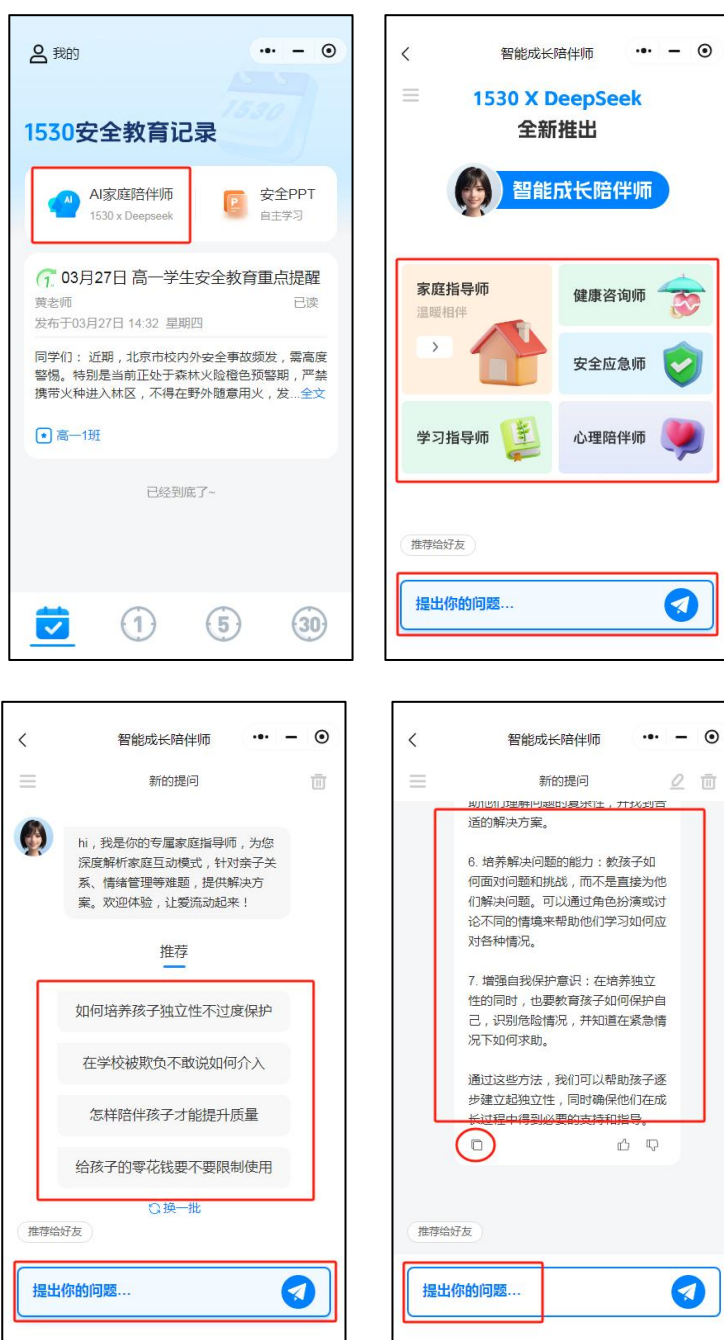 我的
1530
1530安全教育记录
AI
AI家庭陪伴师
1530 x Deepseek
P
安全PPT
自主学习
03月27日 高一学生安全教育重点提醒
黄老师
已读
发布于03月27日 14:32 星期四
同学们：近期，北京市校内外安全事故频发，需高度
警惕。特别是当前正处于森林火险橙色预警期，严禁
携带火种进入林区，不得在野外随意用火，发...全文
高一1班
已经到底了~
1
5
30
智能成长陪伴师
1530 X DeepSeek
全新推出
智能成长陪伴师
家庭指导师
温暖相伴
健康咨询师
安全应急师
学习指导师
心理陪伴师
推荐给好友
提出你的问题...
智能成长陪伴师
新的提问
hi，我是你的专属家庭指导师，为您
深度解析家庭互动模式，针对亲子关
系、情绪管理等难题，提供解决方
案。欢迎体验，让爱流动起来！
推荐
如何培养孩子独立性不过度保护
在学校被欺负不敢说如何介入
怎样陪伴孩子才能提升质量
给孩子的零花钱要不要限制使用
换一批
推荐给好友
提出你的问题...
智能成长陪伴师
新的提问
助他们理解问题的复杂性，并找到合
适的解决方案。
6. 培养解决问题的能力：教孩子如
何面对问题和挑战，而不是直接为他
们解决问题。可以通过角色扮演或讨
论不同的情境来帮助他们学习如何应
对各种情况。
7. 增强自我保护意识：在培养独立
性的同时，也要教育孩子如何保护自
己，识别危险情况，并知道在紧急情
况下如何求助。
通过这些方法，我们可以帮助孩子逐
步建立起独立性，同时确保他们在成
长过程中得到必要的支持和指导。
推荐给好友
提出你的问题...